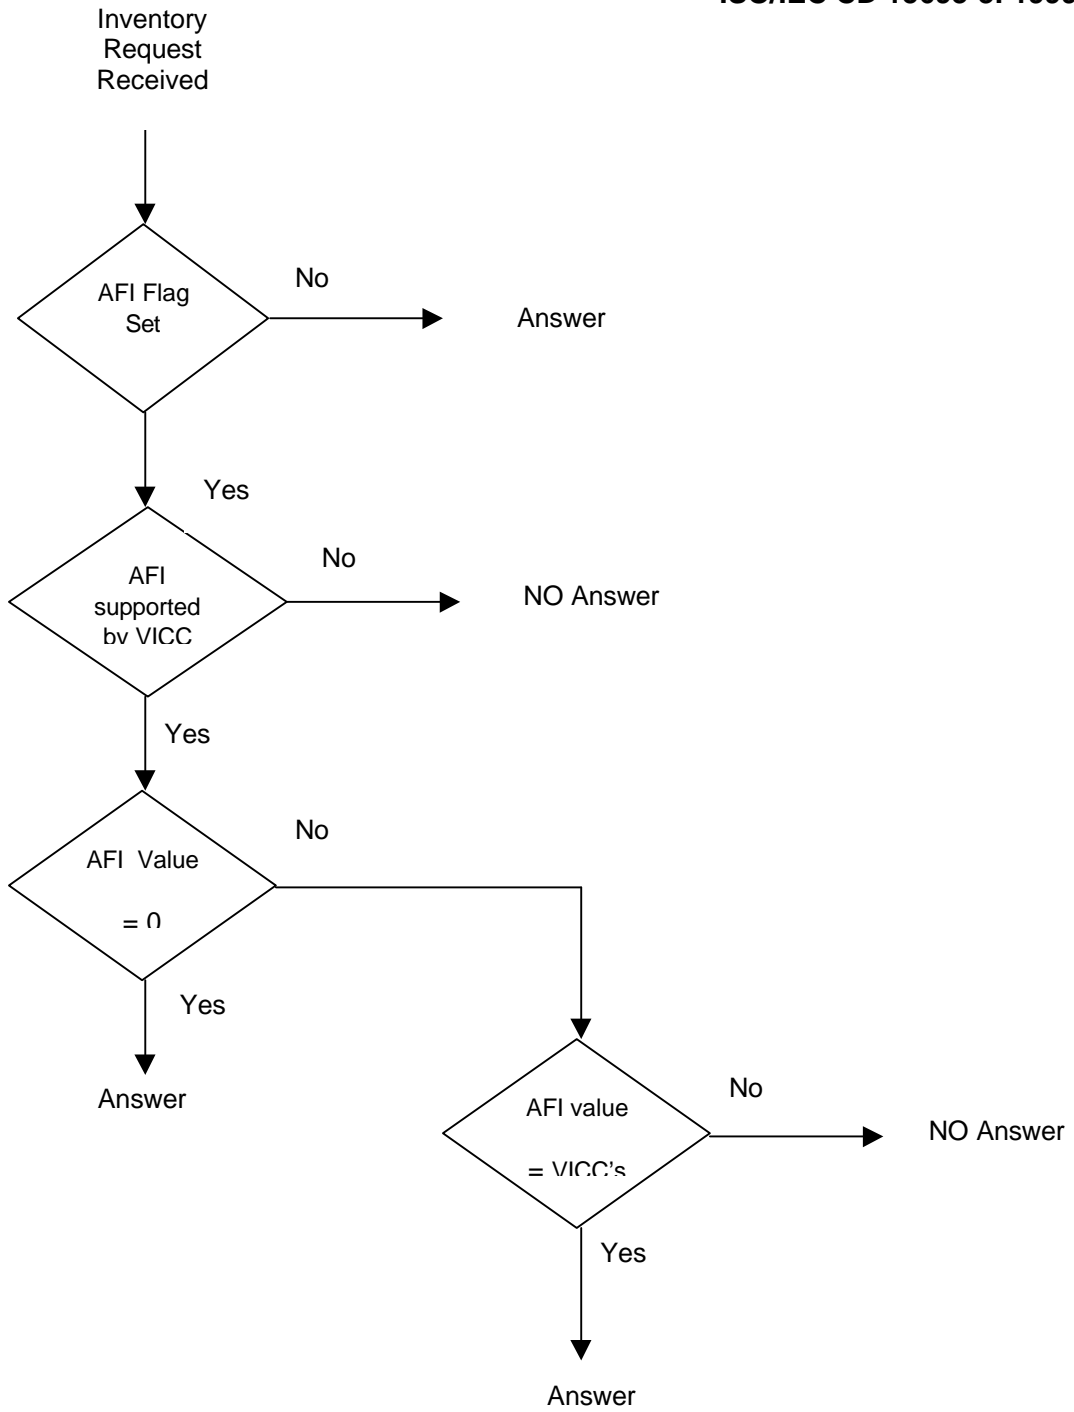 Inventory
Request
Received
AFI Flag
Set
No
Answer
Yes
AFI
supported
by VICC
No
NO Answer
Yes
AFI Value
= 0
No
Yes
Answer
AFI value
= VICC's
No
NO Answer
Yes
Answer